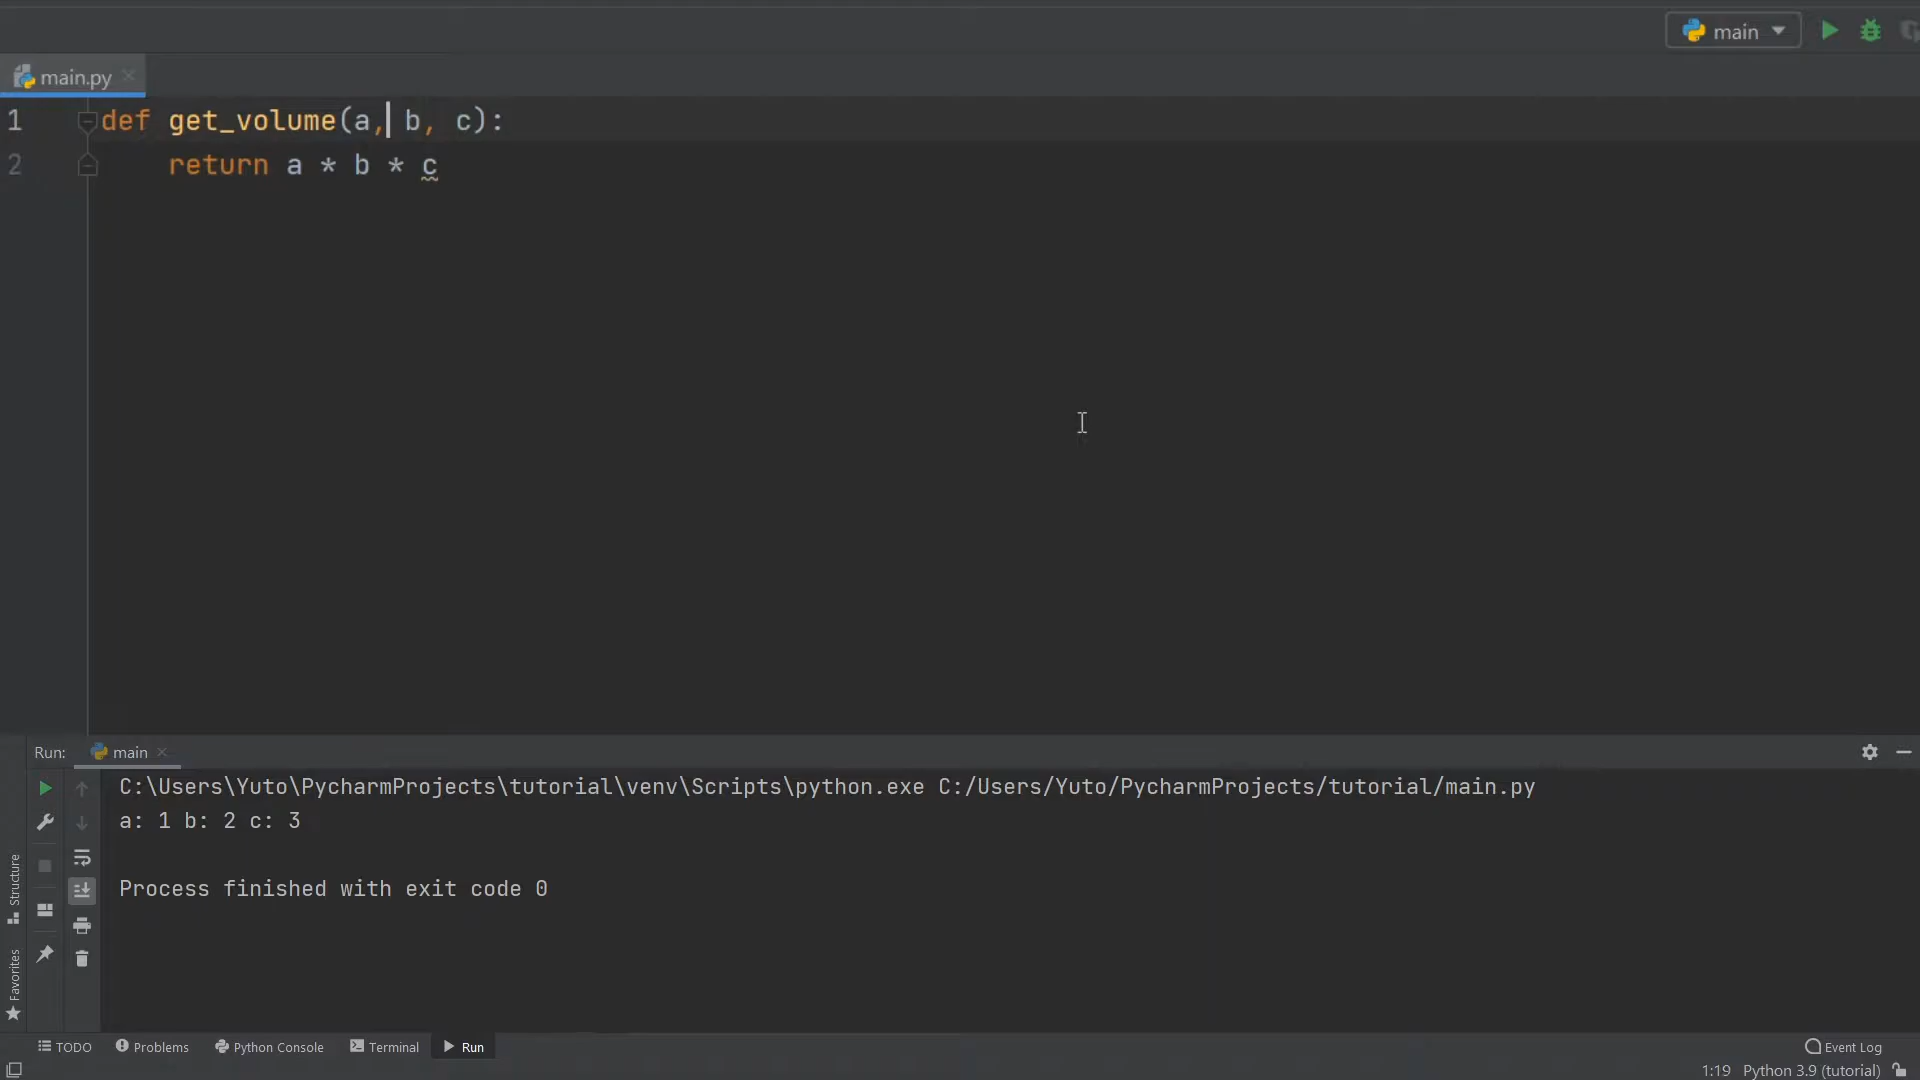 main
main.py
1 def get_volume(a, b, c):
2 return a * b * c
Run: main
C:\Users\Yuto\PycharmProjects\tutorial\venv\Scripts\python.exe C:/Users/Yuto/PycharmProjects/tutorial/main.py
a: 1 b: 2 c: 3
Process finished with exit code 0
Structure
Favorites
TODO Problems Python Console Terminal Run Event Log
1:19 Python 3.9 (tutorial)